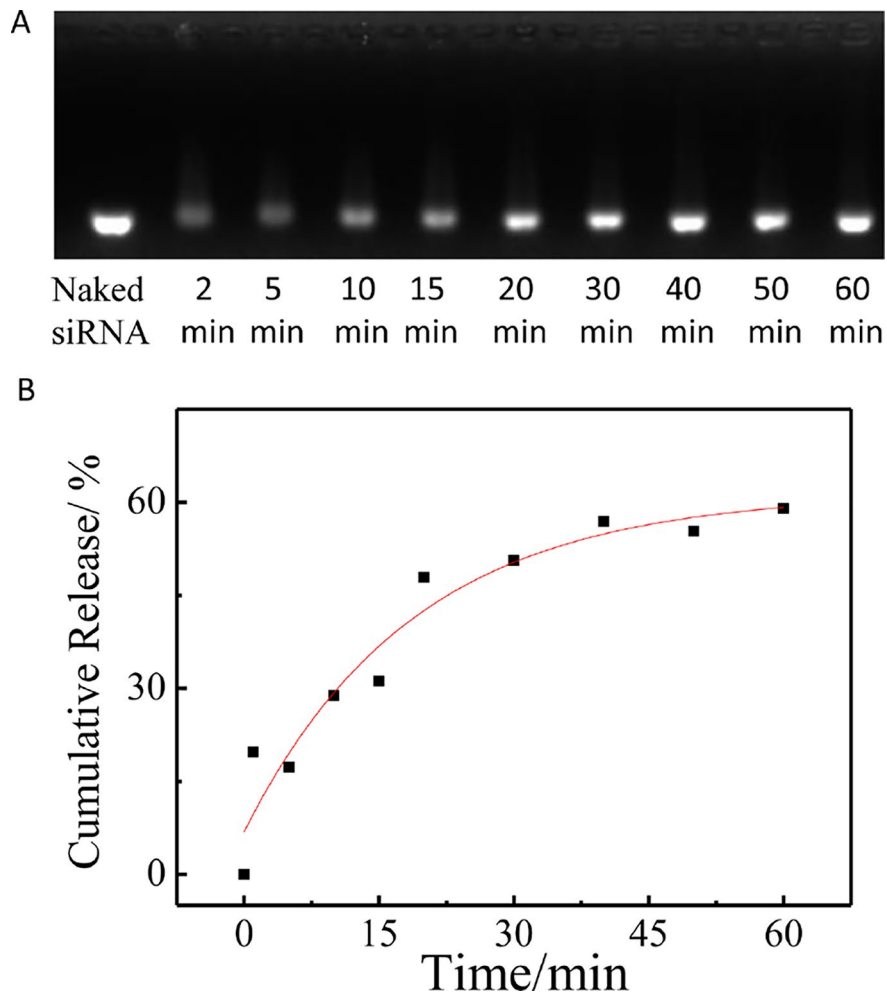 A
Naked 2 5 10 15 20 30 40 50 60
siRNA min min min min min min min min min
B
Cumulative Release/ %
60
30
0
0 15 30 45 60
Time/min